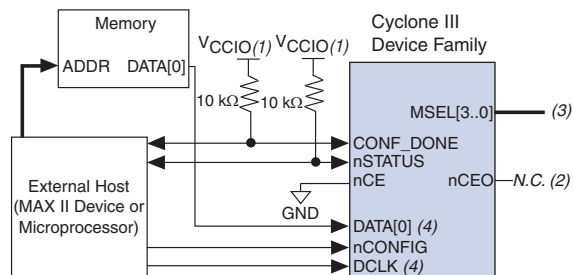 Memory
ADDR DATA[0]
VCCIO(1) VCCIO(1)
10 kΩ 10 kΩ
Cyclone III
Device Family
MSEL[3..0] (3)
CONF_DONE
nSTATUS
nCE nCEO N.C. (2)
GND
External Host
(MAX II Device or
Microprocessor)
DATA[0] (4)
nCONFIG
DCLK (4)